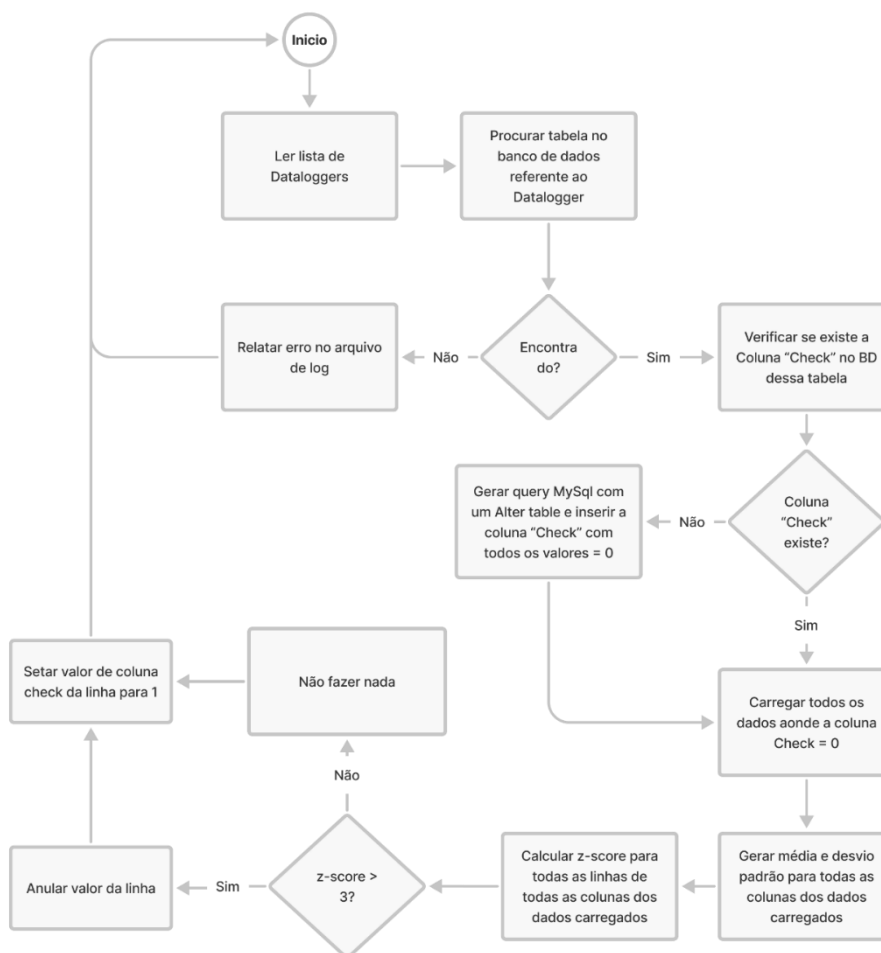 Inicio
Ler lista de
Dataloggers
Procurar tabela no
banco de dados
referente ao
Datalogger
Relatar erro no arquivo
de log
Não
Encontra
do?
Sim
Verificar se existe a
Coluna “Check” no BD
dessa tabela
Gerar query MySql com
um Alter table e inserir a
coluna “Check” com
todos os valores = 0
Não
Coluna
“Check”
existe?
Sim
Setar valor de coluna
check da linha para 1
Não fazer nada
Carregar todos os
dados aonde a coluna
Check = 0
Não
Anular valor da linha
Sim
z-score >
3?
Calcular z-score para
todas as linhas de
todas as colunas dos
dados carregados
Gerar média e desvio
padrão para todas as
colunas dos dados
carregados